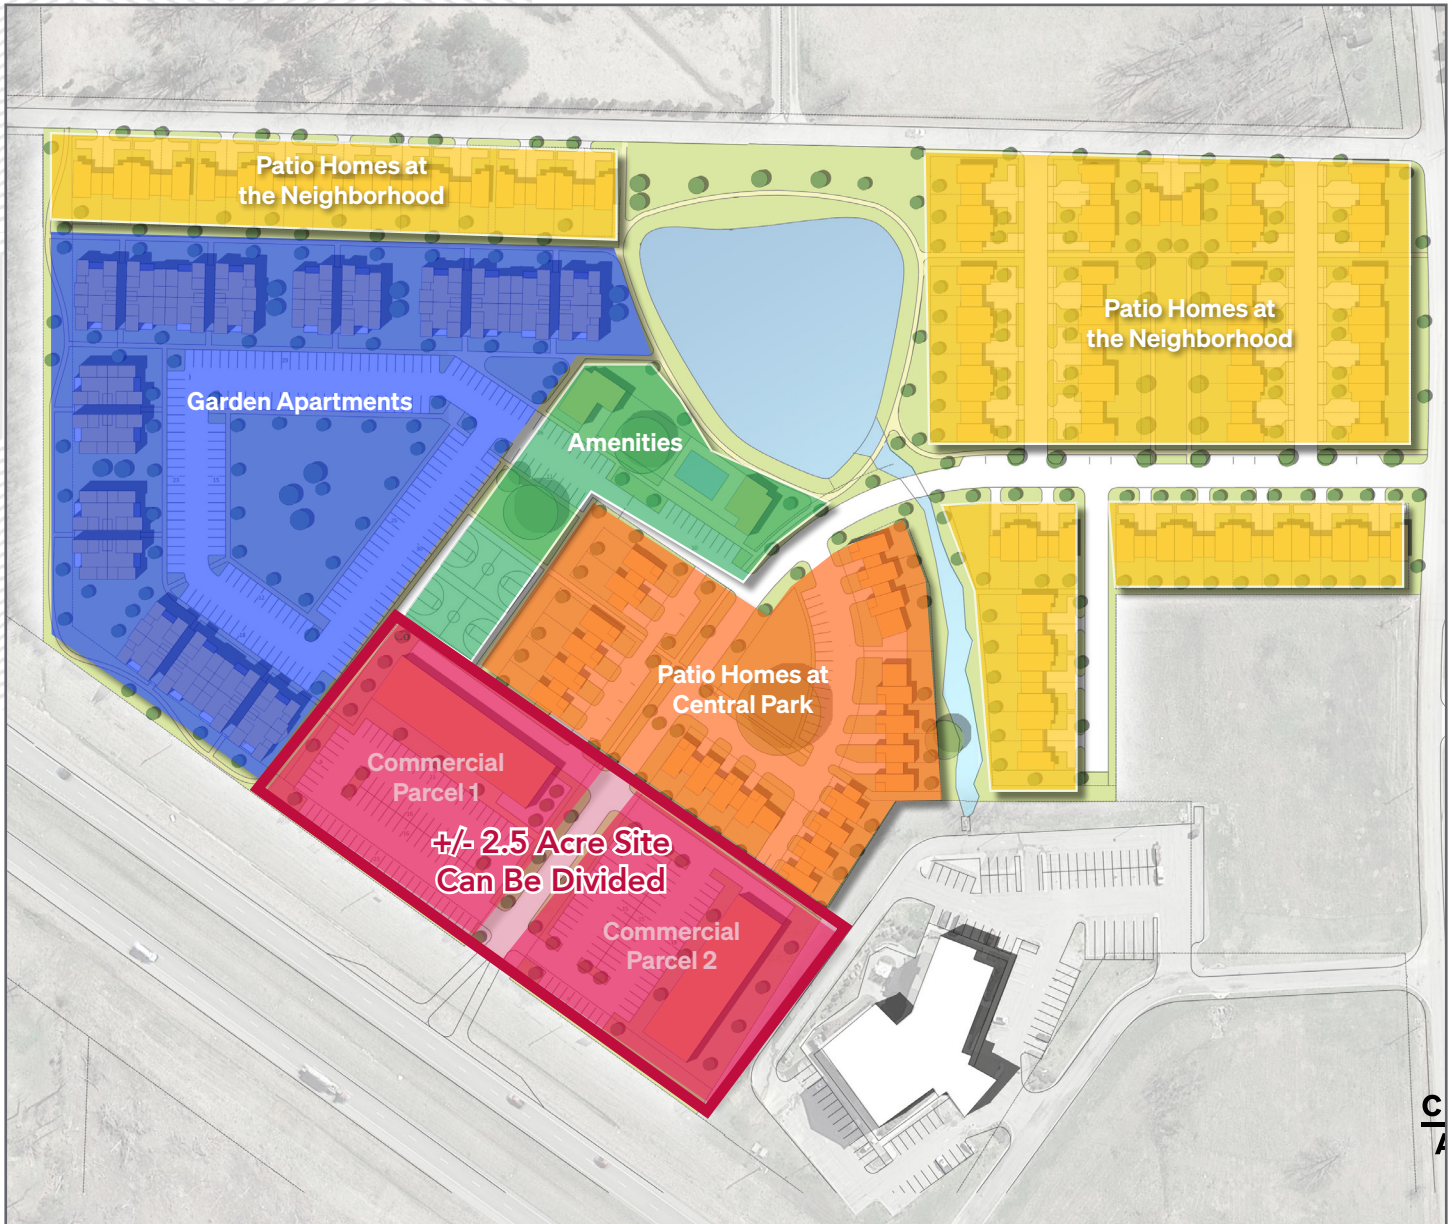 Patio Homes at
the Neighborhood
Patio Homes at
the Neighborhood
Garden Apartments
Amenities
Patio Homes at
Central Park
Commercial
Parcel 1
+/- 2.5 Acre Site
Can Be Divided
Commercial
Parcel 2
C
A